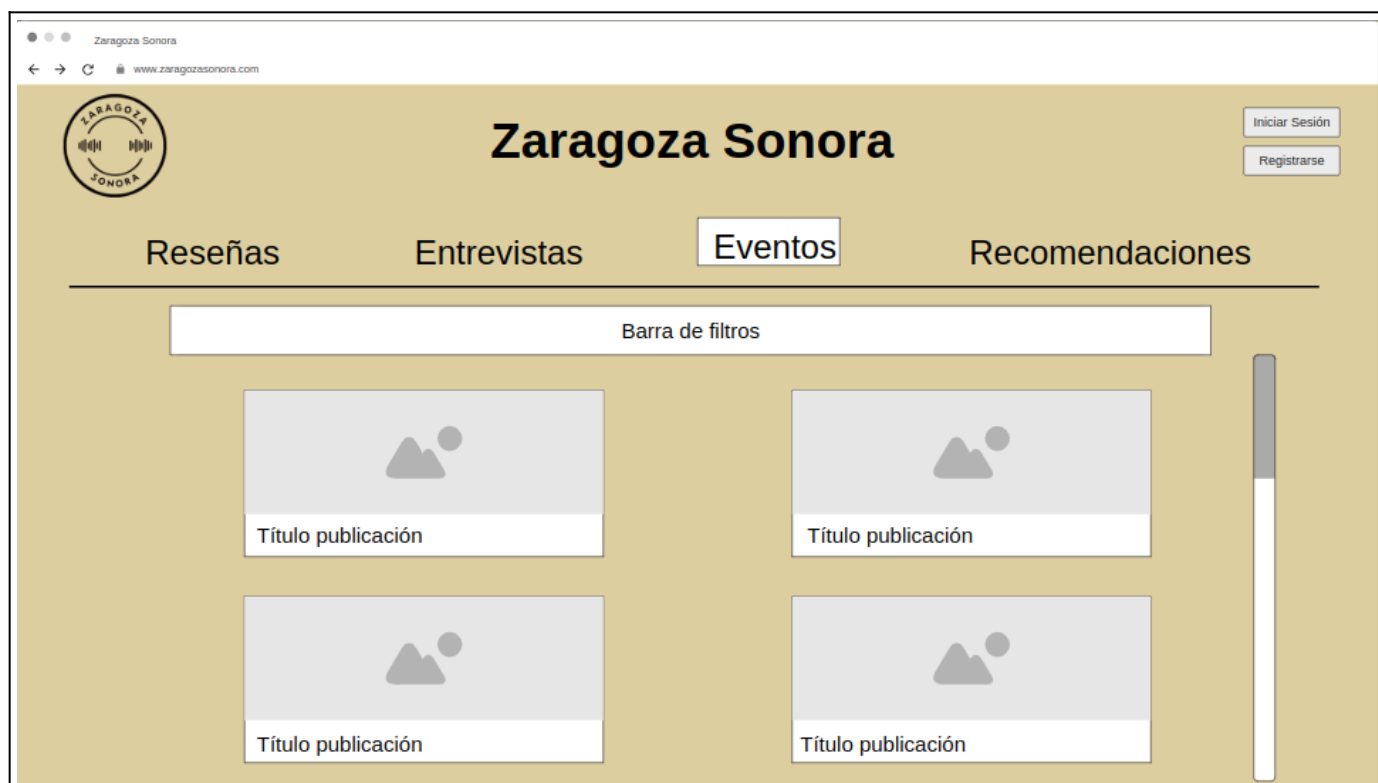 Zaragoza Sonora
www.zaragozasonora.com
ZARAGOZA
SONORA
Zaragoza Sonora
Iniciar Sesión
Registrarse
Reseñas
Entrevistas
Eventos
Recomendaciones
Barra de filtros
Título publicación
Título publicación
Título publicación
Título publicación